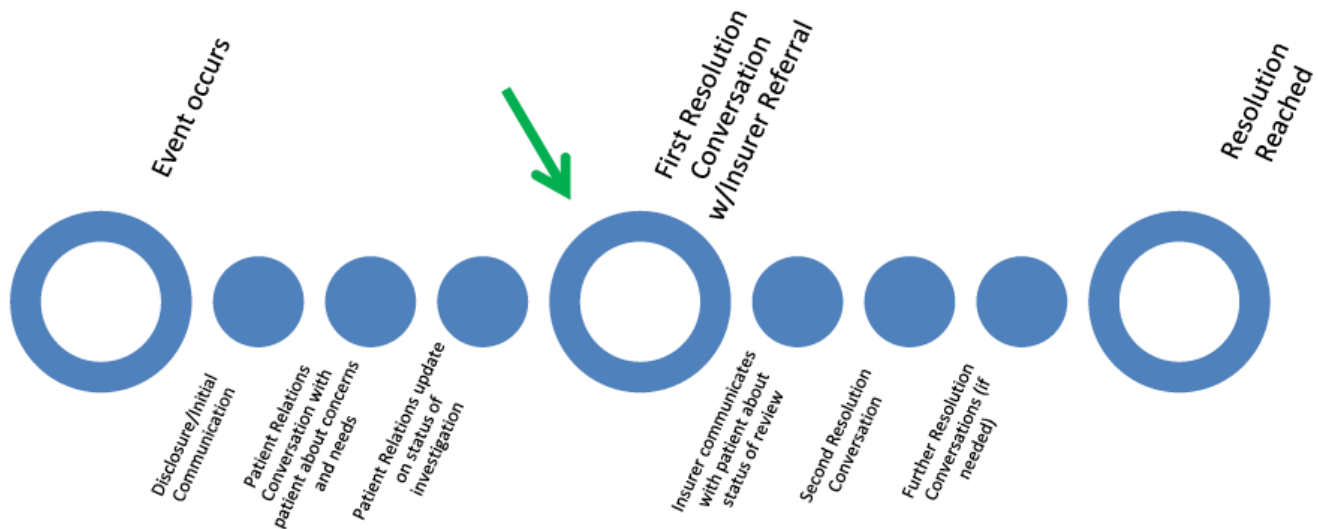 Event occurs
Disclosure/Initial
Communication
Patient Relations
Conversation with
patient about concerns
and needs
Patient Relations update
on status of
investigation
First Resolution
Conversation
w/Insurer Referral
Insurer communicates
with patient about
status of review
Second Resolution
Conversation
Further Resolution
Conversations (if
needed)
Resolution
Reached